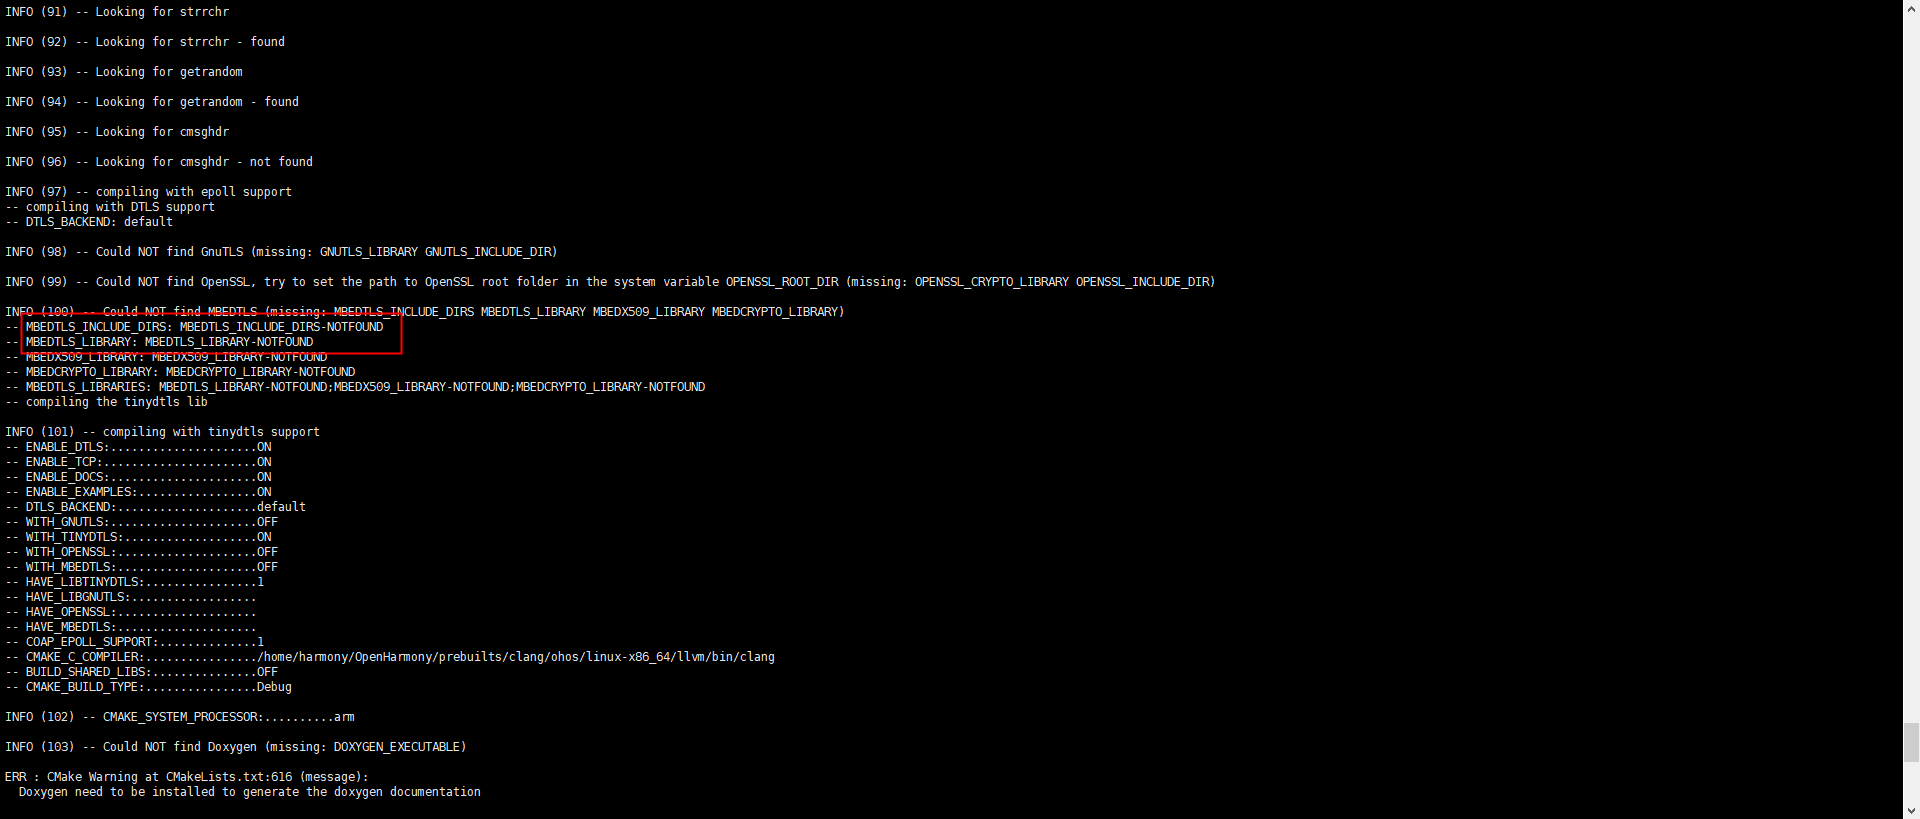 INFO (91) -- Looking for strrchr
INFO (92) -- Looking for strrchr - found
INFO (93) -- Looking for getrandom
INFO (94) -- Looking for getrandom - found
INFO (95) -- Looking for cmsghdr
INFO (96) -- Looking for cmsghdr - not found
INFO (97) -- compiling with epoll support
-- compiling with DTLS support
-- DTLS_BACKEND: default
INFO (98) -- Could NOT find GnuTLS (missing: GNUTLS_LIBRARY GNUTLS_INCLUDE_DIR)
INFO (99) -- Could NOT find OpenSSL, try to set the path to OpenSSL root folder in the system variable OPENSSL_ROOT_DIR (missing: OPENSSL_CRYPTO_LIBRARY OPENSSL_INCLUDE_DIR)
INFO (100) -- Could NOT find MBEDTLS (missing: MBEDTLS_INCLUDE_DIRS MBEDTLS_LIBRARY MBEDX509_LIBRARY MBEDCRYPTO_LIBRARY)
-- MBEDTLS_INCLUDE_DIRS: MBEDTLS_INCLUDE_DIRS-NOTFOUND
-- MBEDTLS_LIBRARY: MBEDTLS_LIBRARY-NOTFOUND
-- MBEDX509_LIBRARY: MBEDX509_LIBRARY-NOTFOUND
-- MBEDCRYPTO_LIBRARY: MBEDCRYPTO_LIBRARY-NOTFOUND
-- MBEDTLS_LIBRARIES: MBEDTLS_LIBRARY-NOTFOUND;MBEDX509_LIBRARY-NOTFOUND;MBEDCRYPTO_LIBRARY-NOTFOUND
-- compiling the tinydtls lib
INFO (101) -- compiling with tinydtls support
-- ENABLE_DTLS:.....................ON
-- ENABLE_TCP:......................ON
-- ENABLE_DOCS:.....................ON
-- ENABLE_EXAMPLES:.................ON
-- DTLS_BACKEND:....................default
-- WITH_GNUTLS:.....................OFF
-- WITH_TINYDTLS:...................ON
-- WITH_OPENSSL:....................OFF
-- WITH_MBEDTLS:....................OFF
-- HAVE_LIBTINYDTLS:................1
-- HAVE_LIBGNUTLS:..................
-- HAVE_OPENSSL:....................
-- HAVE_MBEDTLS:....................
-- COAP_EPOLL_SUPPORT:..............1
-- CMAKE_C_COMPILER:................/home/harmony/OpenHarmony/prebuilts/clang/ohos/linux-x86_64/llvm/bin/clang
-- BUILD_SHARED_LIBS:...............OFF
-- CMAKE_BUILD_TYPE:................Debug
INFO (102) -- CMAKE_SYSTEM_PROCESSOR:..........arm
INFO (103) -- Could NOT find Doxygen (missing: DOXYGEN_EXECUTABLE)
ERR : CMake Warning at CMakeLists.txt:616 (message):
Doxygen need to be installed to generate the doxygen documentation